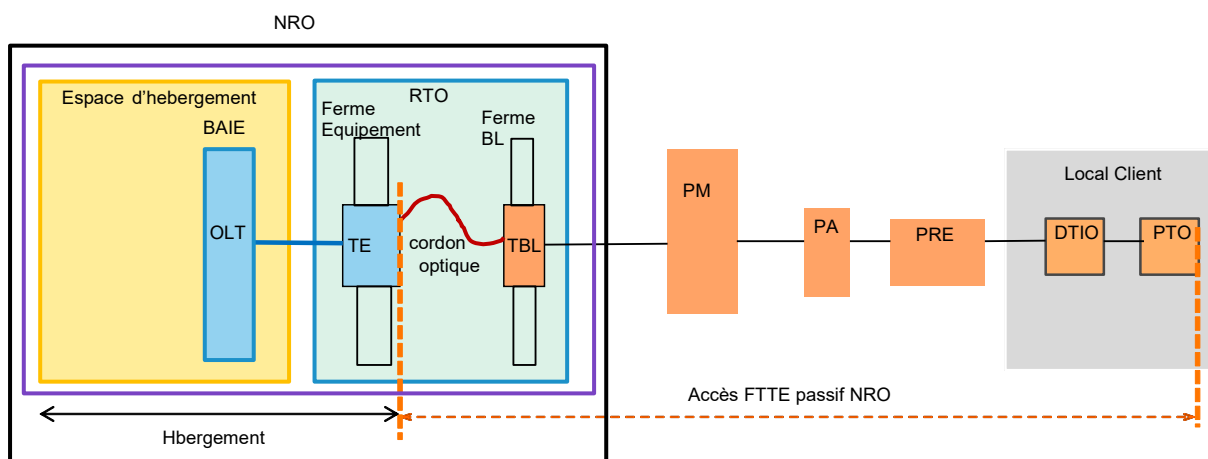 NRO
Espace d'hebergement
RTO
BAIE
Ferme
Equipement
Ferme
BL
OLT
TE
cordon
optique
TBL
PM
PA
PRE
Local Client
DTIO
PTO
Accès FTTE passif NRO
Hbergement